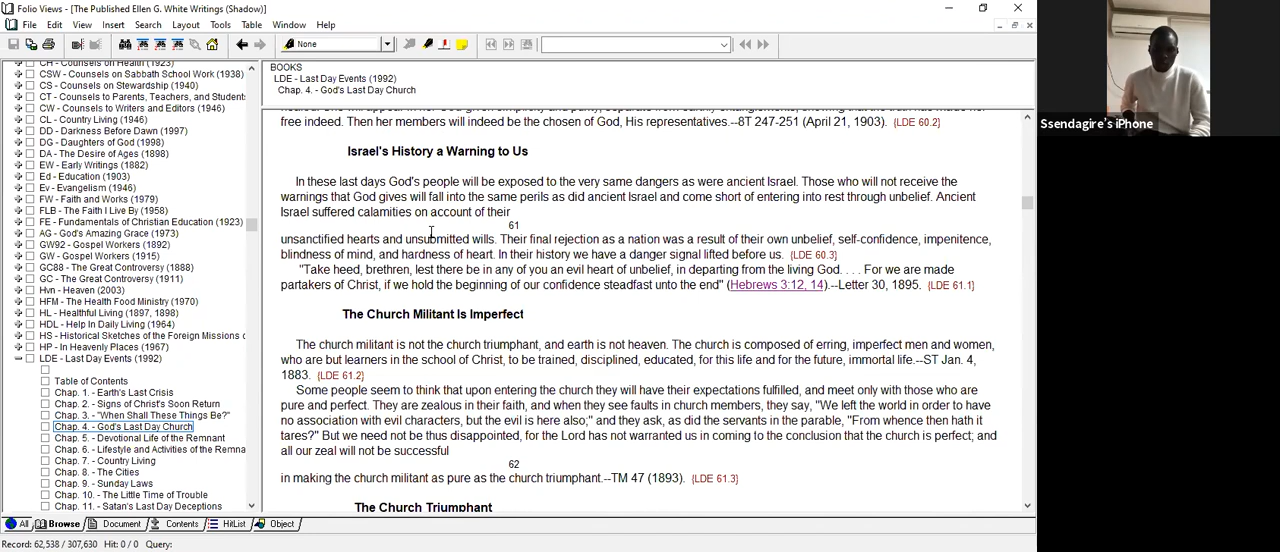 Folio Views - [The Published Ellen G. White Writings (Shadow)]
File Edit View Insert Search Layout Tools Table Window Help
None
CH - Counsels on Health (1923)
CSW - Counsels on Sabbath School Work (1938)
CS - Counsels on Stewardship (1940)
CT - Counsels to Parents, Teachers, and Students
CW - Counsels to Writers and Editors (1946)
CL - Country Living (1946)
DD - Darkness Before Dawn (1997)
DG - Daughters of God (1998)
DA - The Desire of Ages (1898)
EW - Early Writings (1882)
Ed - Education (1903)
Ev - Evangelism (1946)
FW - Faith and Works (1979)
FLB - The Faith I Live By (1958)
FE - Fundamentals of Christian Education (1923)
AG - God's Amazing Grace (1973)
GW92 - Gospel Workers (1892)
GW - Gospel Workers (1915)
GC88 - The Great Controversy (1888)
GC - The Great Controversy (1911)
Hvn - Heaven (2003)
HFM - The Health Food Ministry (1970)
HL - Healthful Living (1897, 1898)
HDL - Help In Daily Living (1964)
HS - Historical Sketches of the Foreign Missions o
HP - In Heavenly Places (1967)
LDE - Last Day Events (1992)
Table of Contents
Chap. 1. - Earth's Last Crisis
Chap. 2. - Signs of Christ's Soon Return
Chap. 3. - "When Shall These Things Be?"
Chap. 4. - God's Last Day Church
Chap. 5. - Devotional Life of the Remnant
Chap. 6. - Lifestyle and Activities of the Remna
Chap. 7. - Country Living
Chap. 8. - The Cities
Chap. 9. - Sunday Laws
Chap. 10. - The Little Time of Trouble
Chap. 11. - Satan's Last Day Deceptions
BOOKS
LDE - Last Day Events (1992)
Chap. 4. - God's Last Day Church
free indeed. Then her members will indeed be the chosen of God, His representatives.--8T 247-251 (April 21, 1903). {LDE 60.2}
Israel's History a Warning to Us
In these last days God's people will be exposed to the very same dangers as were ancient Israel. Those who will not receive the
warnings that God gives will fall into the same perils as did ancient Israel and come short of entering into rest through unbelief. Ancient
Israel suffered calamities on account of their
61
unsanctified hearts and unsubmitted wills. Their final rejection as a nation was a result of their own unbelief, self-confidence, impenitence,
blindness of mind, and hardness of heart. In their history we have a danger signal lifted before us. {LDE 60.3}
"Take heed, brethren, lest there be in any of you an evil heart of unbelief, in departing from the living God. . . . For we are made
partakers of Christ, if we hold the beginning of our confidence steadfast unto the end" (Hebrews 3:12, 14).--Letter 30, 1895. {LDE 61.1}
The Church Militant Is Imperfect
The church militant is not the church triumphant, and earth is not heaven. The church is composed of erring, imperfect men and women,
who are but learners in the school of Christ, to be trained, disciplined, educated, for this life and for the future, immortal life.--ST Jan. 4,
1883. {LDE 61.2}
Some people seem to think that upon entering the church they will have their expectations fulfilled, and meet only with those who are
pure and perfect. They are zealous in their faith, and when they see faults in church members, they say, "We left the world in order to have
no association with evil characters, but the evil is here also;" and they ask, as did the servants in the parable, "From whence then hath it
tares?" But we need not be thus disappointed, for the Lord has not warranted us in coming to the conclusion that the church is perfect; and
all our zeal will not be successful
62
in making the church militant as pure as the church triumphant.--TM 47 (1893). {LDE 61.3}
The Church Triumphant
All Browse Document Contents HitList Object
Record: 62,538 / 307,630 Hit: 0 / 0 Query:
Ssendagire's iPhone